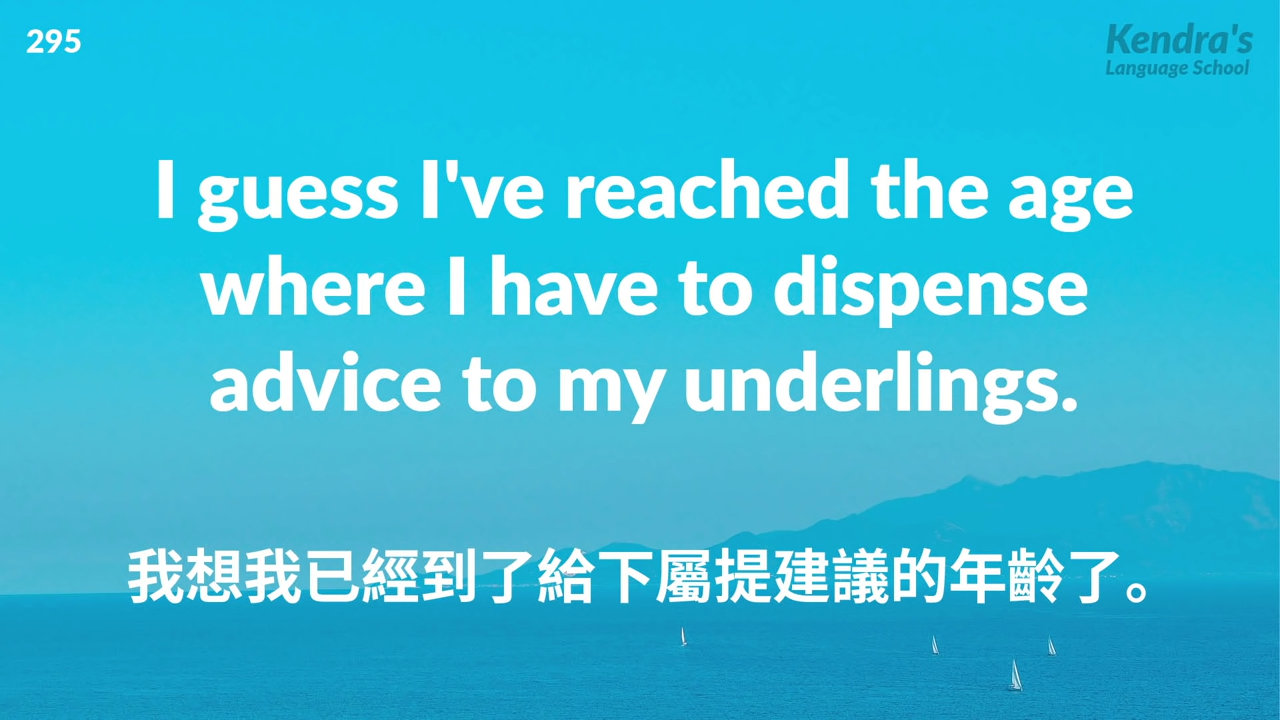 295
Kendra's
Language School
I guess I've reached the age
where I have to dispense
advice to my underlings.
我想我已經到了給下屬提建議的年齡了。